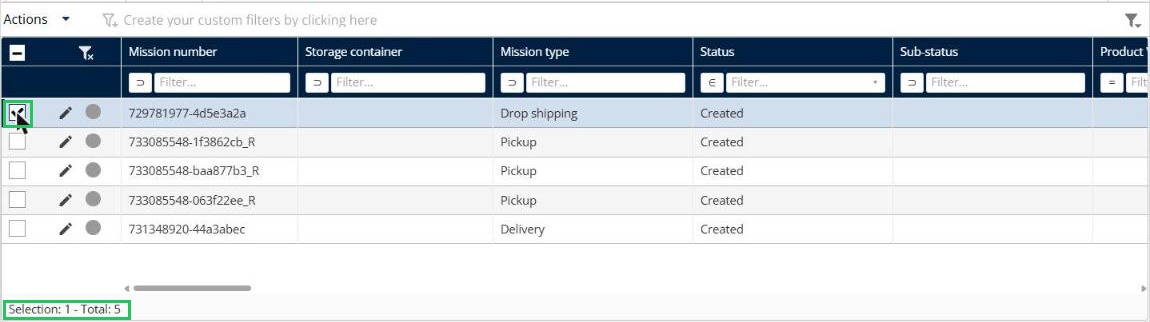 Actions Create your custom filters by clicking here
Mission number Storage container Mission type Status Sub-status Product
⊃ Filter... ⊃ Filter... ⊃ Filter... ∈ Filter... ⊃ Filter... = Filt
729781977-4d5e3a2a Drop shipping Created
733085548-1f3862cb_R Pickup Created
733085548-baa877b3_R Pickup Created
733085548-063f22ee_R Pickup Created
731348920-44a3abec Delivery Created
Selection: 1 - Total: 5